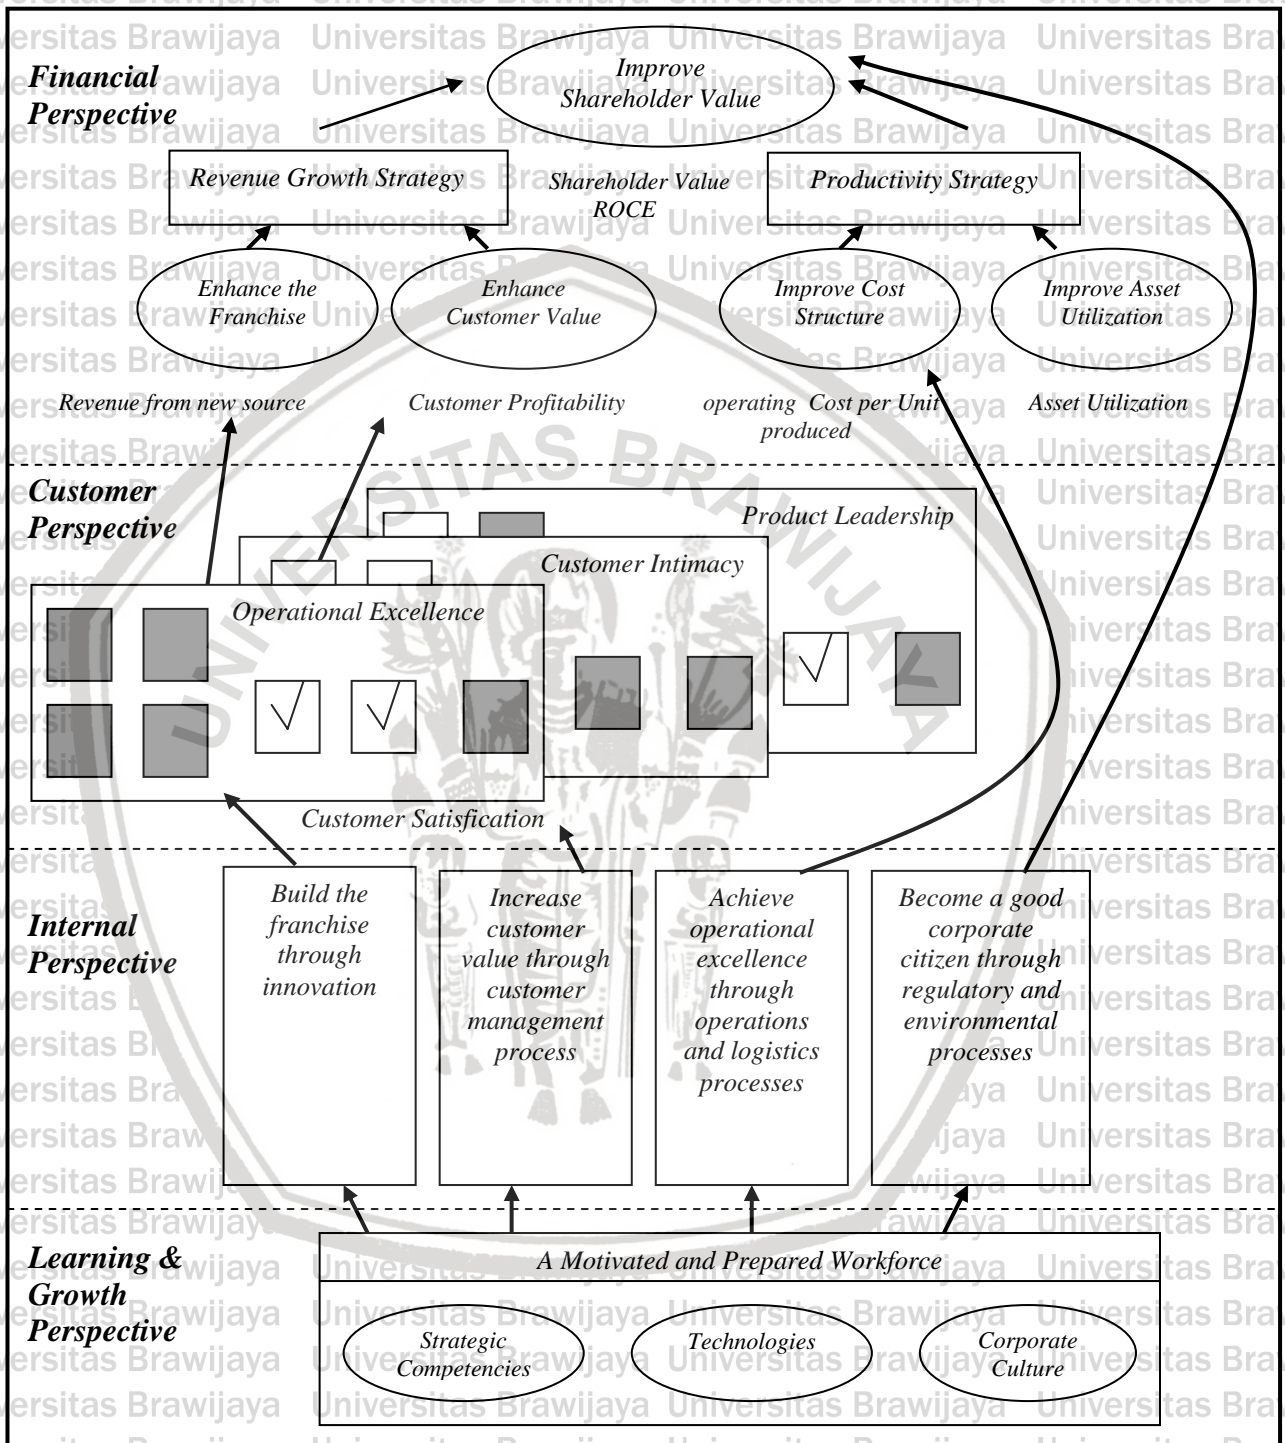 Financial
Perspective
Improve
Shareholder Value
Revenue Growth Strategy
Shareholder Value
ROCE
Productivity Strategy
Enhance the
Franchise
Enhance
Customer Value
Improve Cost
Structure
Improve Asset
Utilization
Revenue from new source
Customer Profitability
operating Cost per Unit
produced
Asset Utilization
Customer
Perspective
Product Leadership
Customer Intimacy
Operational Excellence
Customer Satisfication
Internal
Perspective
Build the
franchise
through
innovation
Increase
customer
value through
customer
management
process
Achieve
operational
excellence
through
operations
and logistics
processes
Become a good
corporate
citizen through
regulatory and
environmental
processes
Learning &
Growth
Perspective
A Motivated and Prepared Workforce
Strategic
Competencies
Technologies
Corporate
Culture
UNIVERSITAS BRAWIJAYA